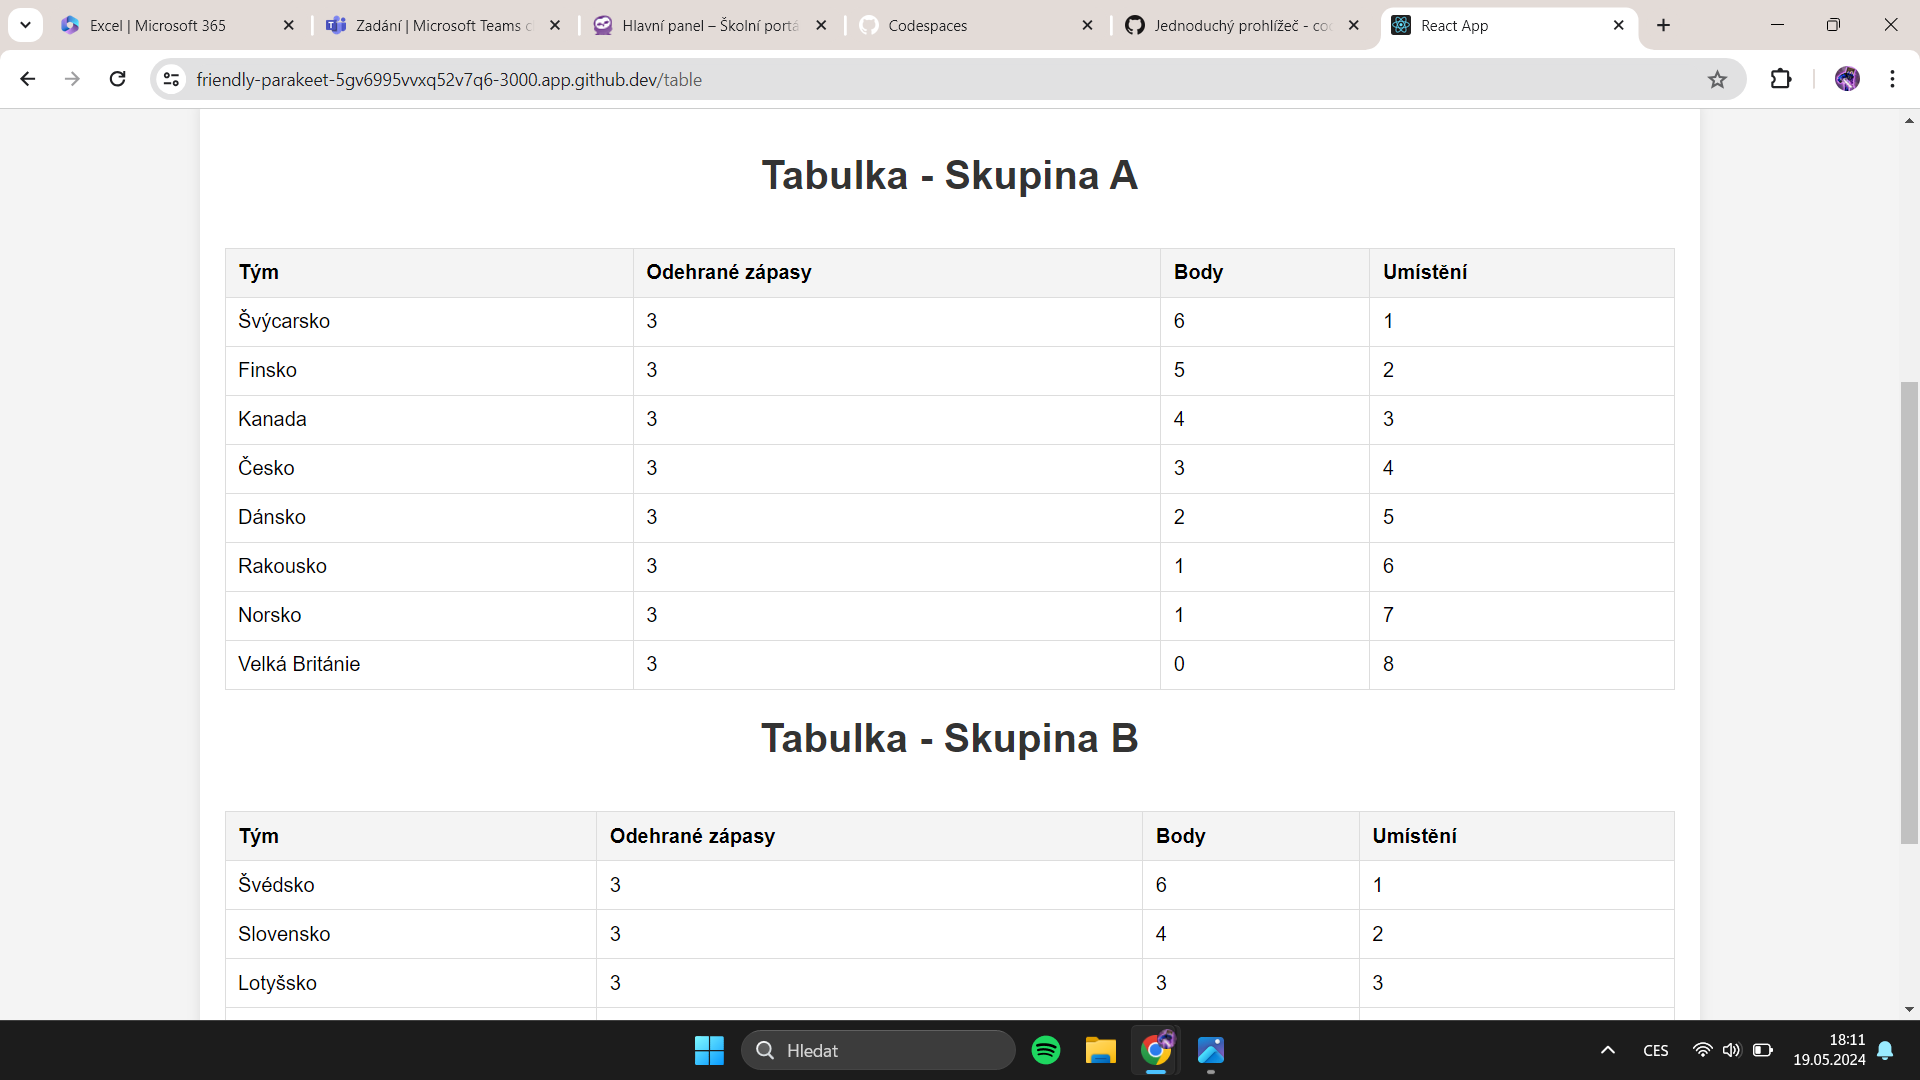 Excel | Microsoft 365
Zadání | Microsoft Teams
Hlavní panel – Školní portá
Codespaces
Jednoduchý prohlížeč - co
React App
friendly-parakeet-5gv6995vvxq52v7q6-3000.app.github.dev/table
Tabulka - Skupina A
Tým Odehrané zápasy Body Umístění
Švýcarsko 3 6 1
Finsko 3 5 2
Kanada 3 4 3
Česko 3 3 4
Dánsko 3 2 5
Rakousko 3 1 6
Norsko 3 1 7
Velká Británie 3 0 8
Tabulka - Skupina B
Tým Odehrané zápasy Body Umístění
Švédsko 3 6 1
Slovensko 3 4 2
Lotyšsko 3 3 3
Hledat
CES
18:11
19.05.2024